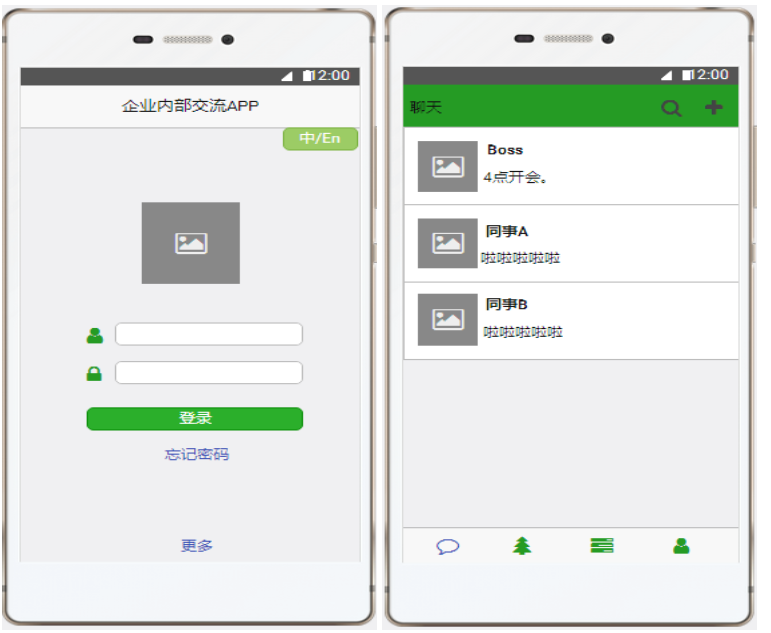 12:00
企业内部交流APP
中/En
登录
忘记密码
更多
12:00
聊天
Boss
4点开会。
同事A
啦啦啦啦啦
同事B
啦啦啦啦啦